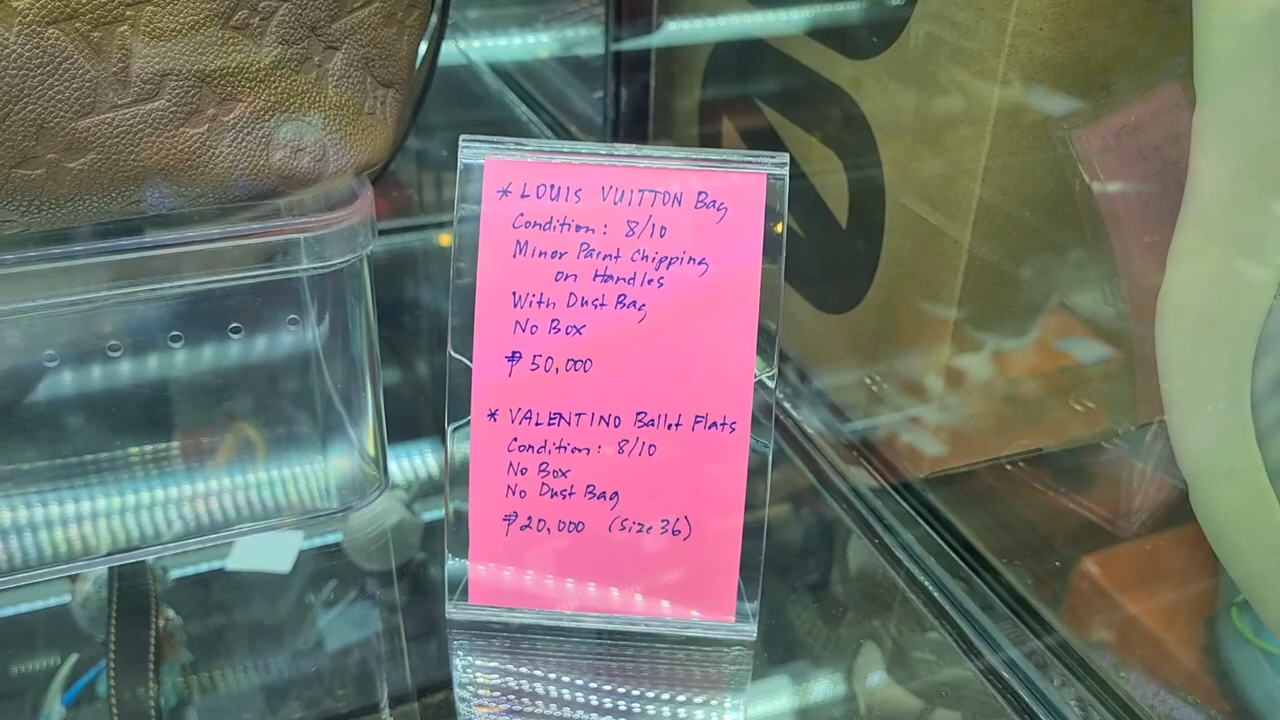 * LOUIS VUITTON Bag
Condition: 8/10
Minor Paint Chipping
on Handles
With Dust Bag
No Box
₱ 50,000
* VALENTINO Ballet Flats
Condition: 8/10
No Box
No Dust Bag
₱20,000 (Size 36)